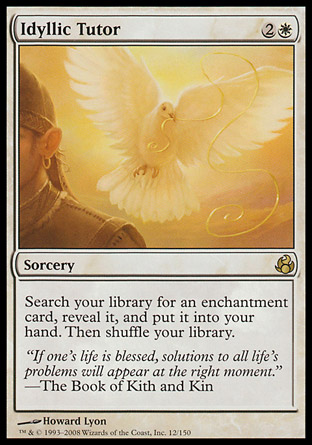 Idyllic Tutor 2
Sorcery
Search your library for an enchantment
card, reveal it, and put it into your
hand. Then shuffle your library.
“If one’s life is blessed, solutions to all life’s
problems will appear at the right moment.”
—The Book of Kith and Kin
Howard Lyon
™ & © 1993–2008 Wizards of the Coast, Inc. 12/150